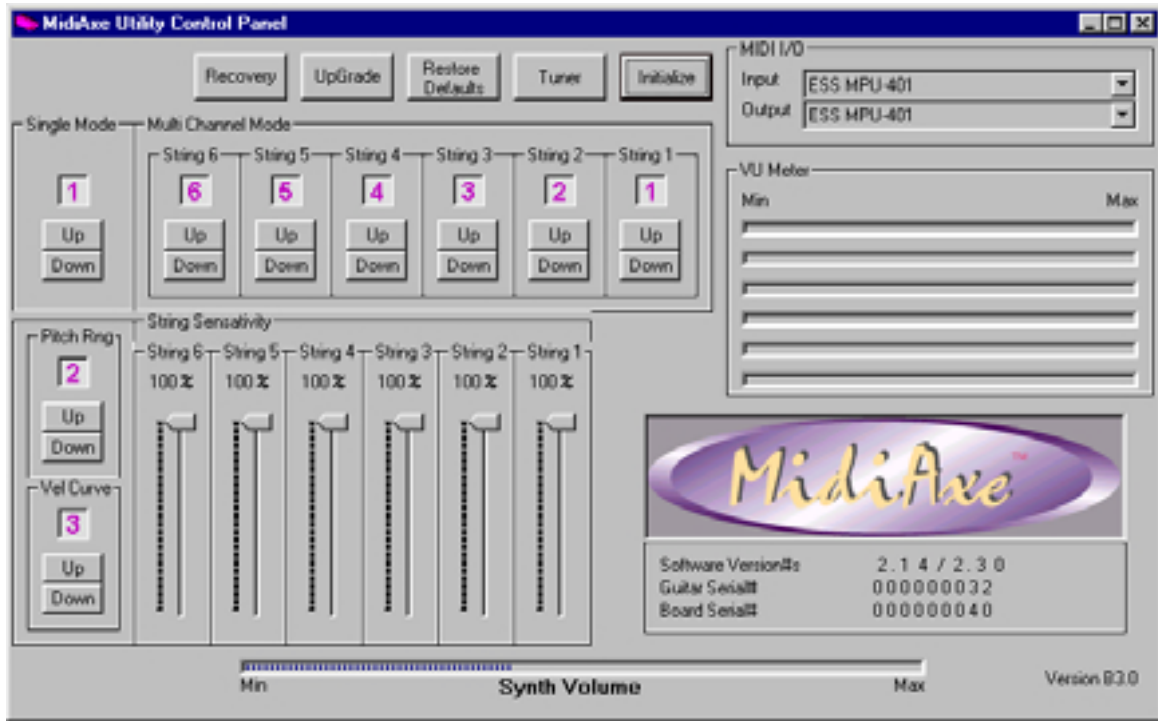 MidiAxe Utility Control Panel
Recovery
UpGrade
Restore
Defaults
Tuner
Initialize
MIDI I/O
Input ESS MPU-401
Output ESS MPU-401
Single Mode
1
Up
Down
Multi Channel Mode
String 6 String 5 String 4 String 3 String 2 String 1
6 5 4 3 2 1
Up Up Up Up Up Up
Down Down Down Down Down Down
VU Meter
Min Max
Pitch Rng
2
Up
Down
Vel Curve
3
Up
Down
String Sensativity
String 6 String 5 String 4 String 3 String 2 String 1
100% 100% 100% 100% 100% 100%
MidiAxe ™
Software Version#s 2.14/2.30
Guitar Serial# 000000032
Board Serial# 000000040
Min Synth Volume Max
Version B3.0